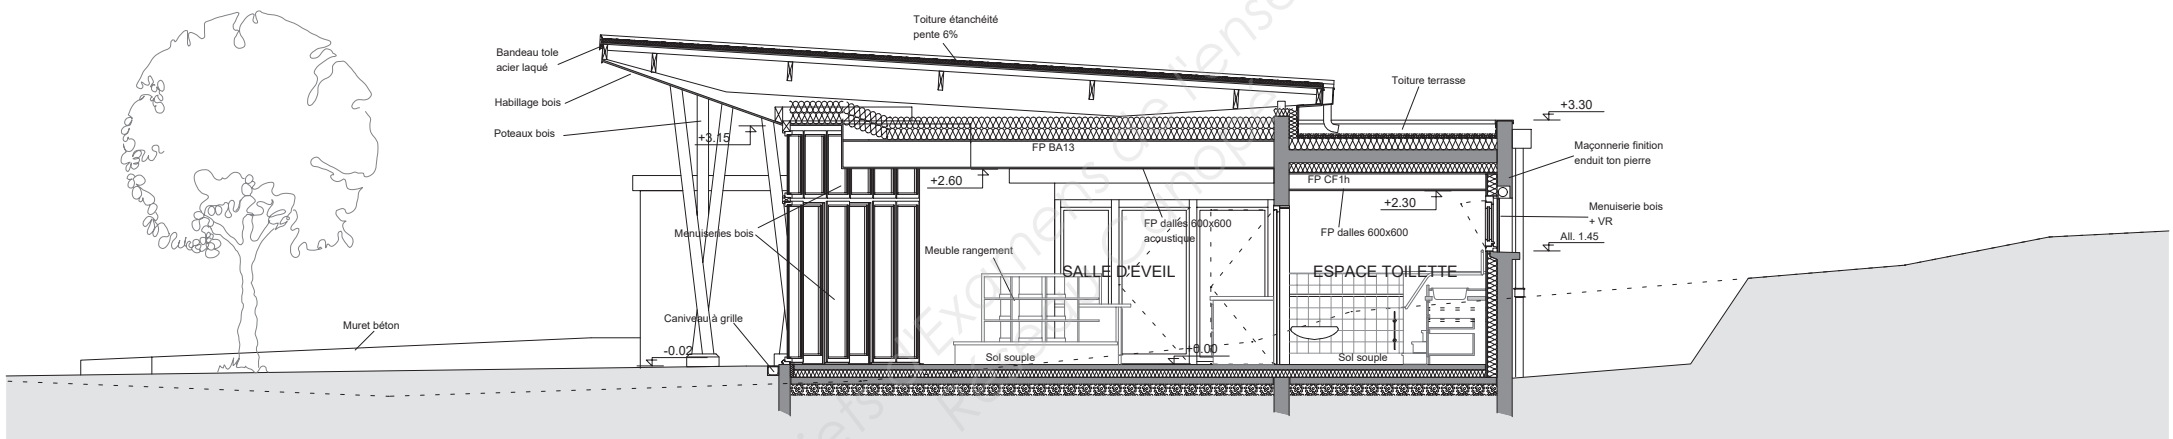 Toiture étanchéité
pente 6%
Bandeau tole
acier laqué
Habillage bois
Poteaux bois
Toiture terrasse
+3.30
+3.15
FP BA13
Maçonnerie finition
enduit ton pierre
+2.60
FP CF1h
+2.30
Menuiserie bois
+ VR
All. 1.45
Menuiseries bois
FP dalles 600x600
acoustique
FP dalles 600x600
Meuble rangement
SALLE D'ÉVEIL
ESPACE TOILETTE
Muret béton
Caniveau à grille
-0.02
Sol souple
+0.00
Sol souple